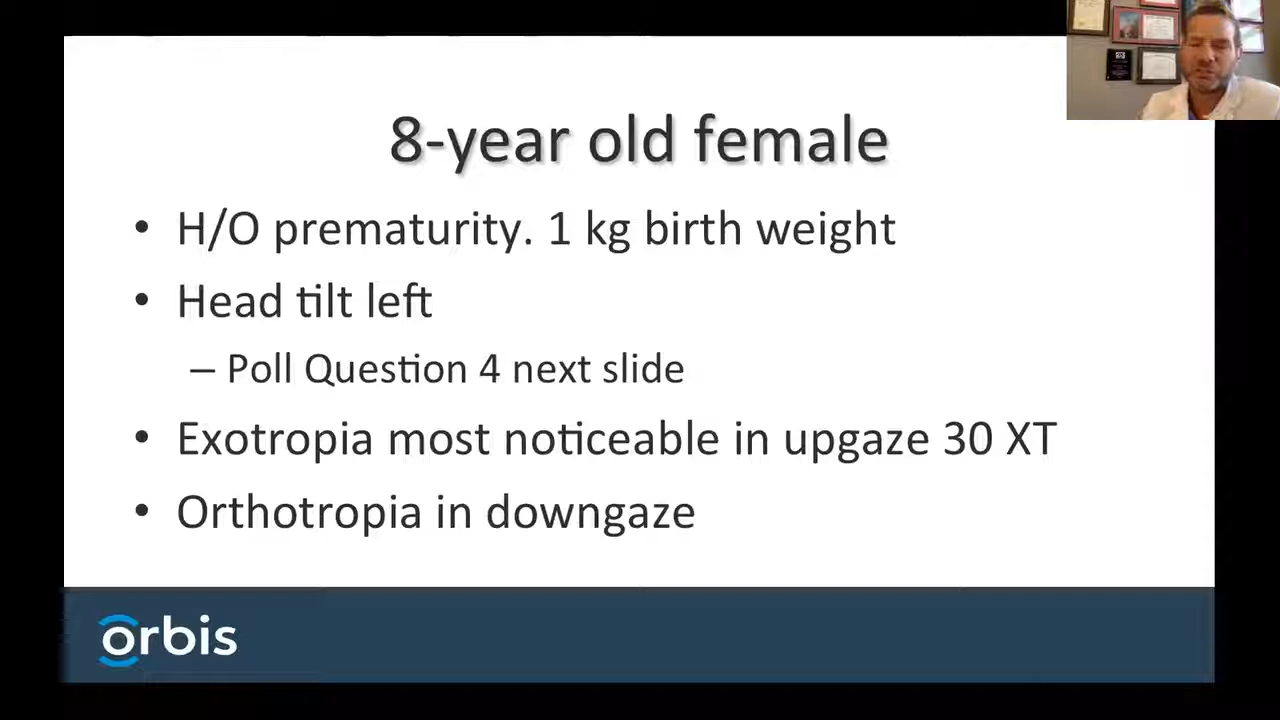 8-year old female
• H/O prematurity. 1 kg birth weight
• Head tilt left
– Poll Question 4 next slide
• Exotropia most noticeable in upgaze 30 XT
• Orthotropia in downgaze
orbis